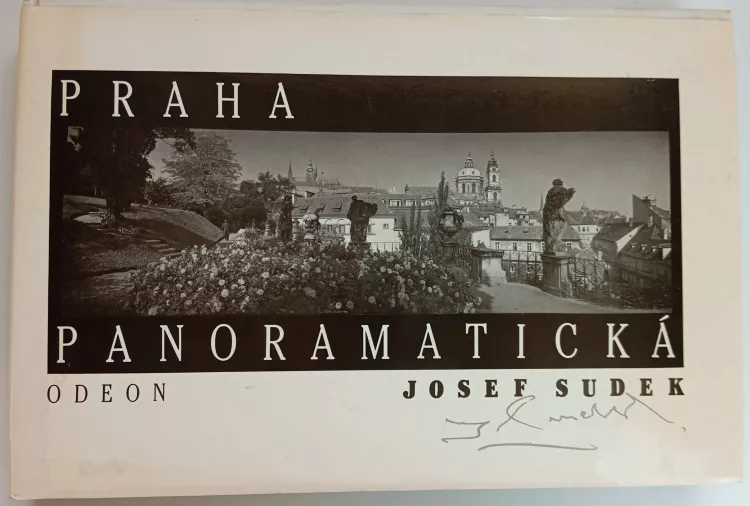 PRAHA
PANORAMATICKÁ
ODEON
JOSEF SUDEK